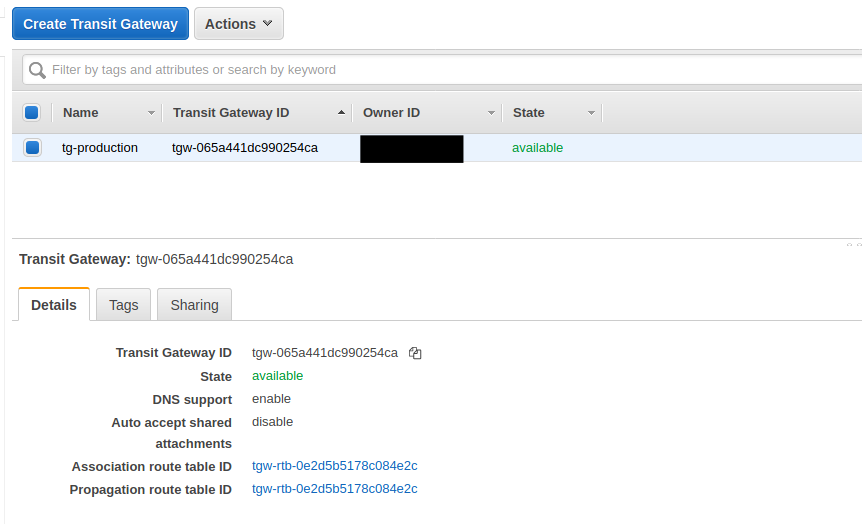 Create Transit Gateway Actions
Filter by tags and attributes or search by keyword
Name Transit Gateway ID Owner ID State
tg-production tgw-065a441dc990254ca available
Transit Gateway: tgw-065a441dc990254ca
Details Tags Sharing
Transit Gateway ID tgw-065a441dc990254ca
State available
DNS support enable
Auto accept shared disable
attachments
Association route table ID tgw-rtb-0e2d5b5178c084e2c
Propagation route table ID tgw-rtb-0e2d5b5178c084e2c